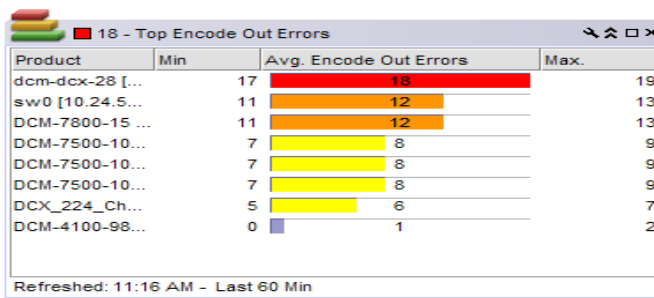 18 - Top Encode Out Errors
Product Min Avg. Encode Out Errors Max.
dcm-dcx-28 [... 17 18 19
sw0 [10.24.5... 11 12 13
DCM-7800-15 ... 11 12 13
DCM-7500-10... 7 8 9
DCM-7500-10... 7 8 9
DCM-7500-10... 7 8 9
DCX_224_Ch... 5 6 7
DCM-4100-98... 0 1 2
Refreshed: 11:16 AM - Last 60 Min